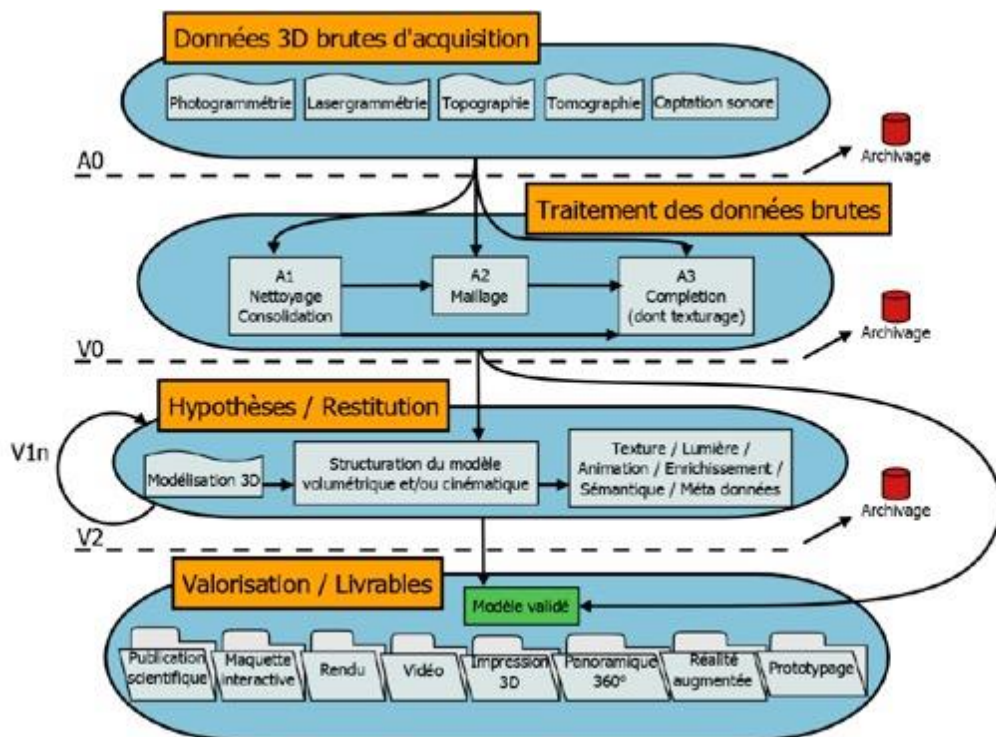 Données 3D brutes d'acquisition
Photogrammétrie
Lasergrammétrie
Topographie
Tomographie
Captation sonore
A0
Archivage
Traitement des données brutes
A1
Nettoyage
Consolidation
A2
Maillage
A3
Completion
(dont texturage)
V0
Archivage
Hypothèses / Restitution
V1n
Modélisation 3D
Structuration du modèle
volumétrique et/ou cinématique
Texture / Lumière /
Animation / Enrichissement /
Sémantique / Méta données
V2
Archivage
Valorisation / Livrables
Modèle validé
Publication
scientifique
Maquette
interactive
Rendu
Vidéo
Impression
3D
Panoramique
360°
Réalité
augmentée
Prototypage